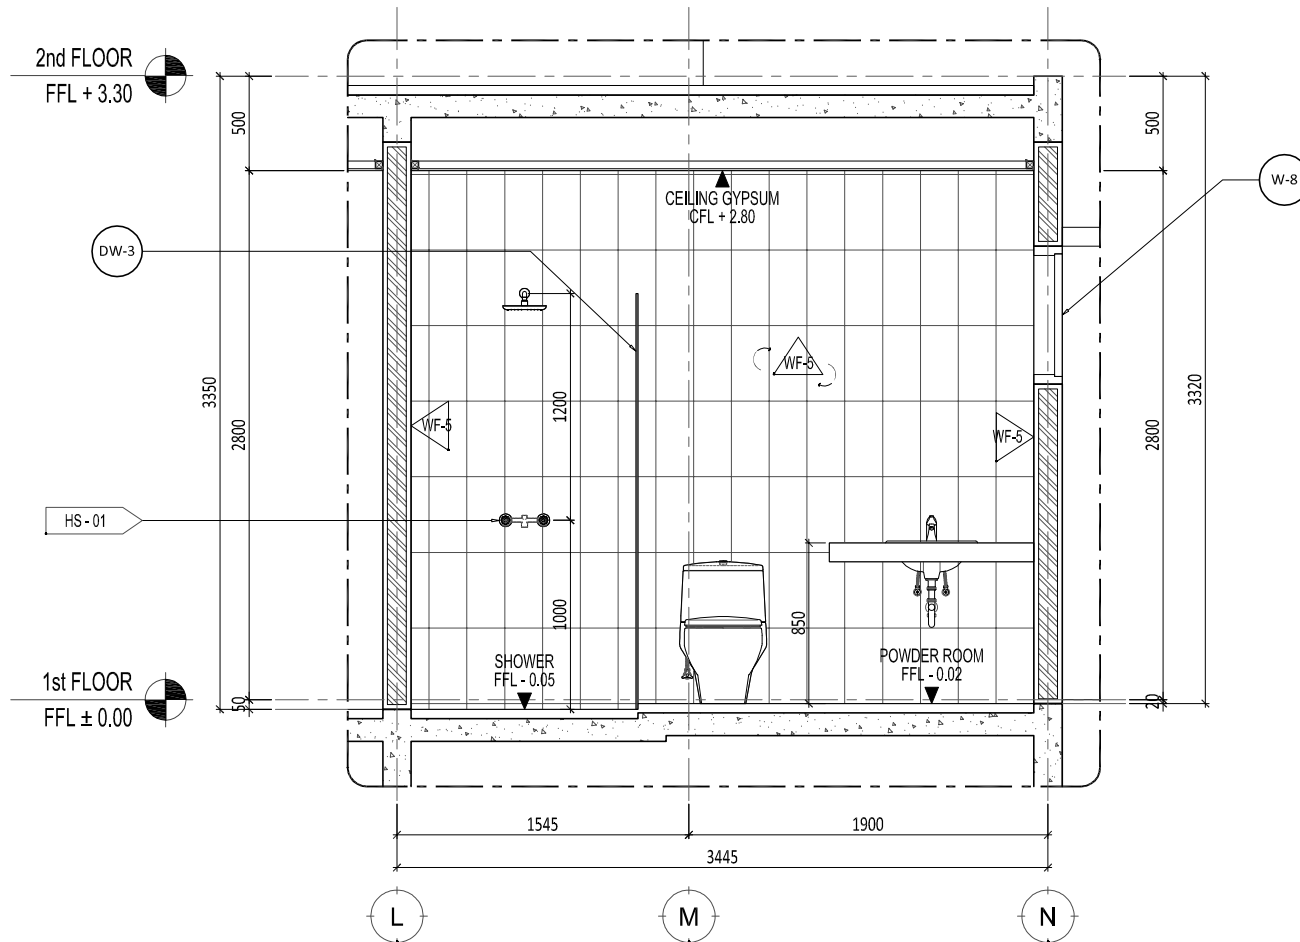 2nd FLOOR
FFL + 3.30
500
500
W-8
CEILING GYPSUM
CFL + 2.80
DW-3
WF-5
3350
2800
1200
WF-5
WF-5
2800
3320
HS - 01
1000
850
SHOWER
FFL - 0.05
POWDER ROOM
FFL - 0.02
1st FLOOR
FFL ± 0.00
50
20
1545
1900
3445
L
M
N